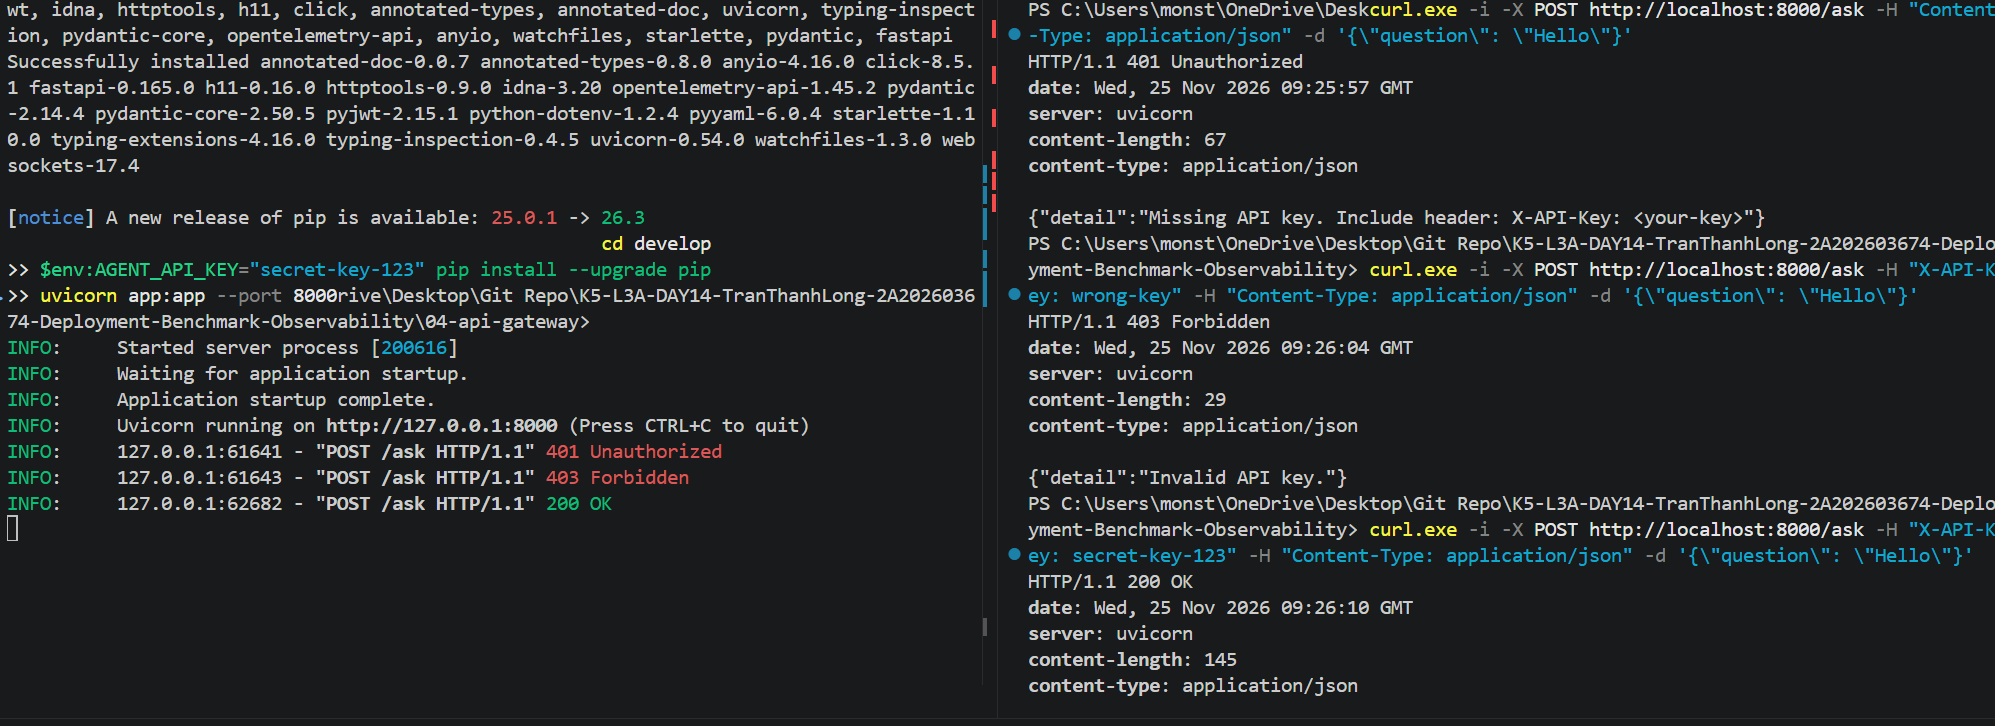 wt, idna, httptools, h11, click, annotated-types, annotated-doc, uvicorn, typing-inspect
ion, pydantic-core, opentelemetry-api, anyio, watchfiles, starlette, pydantic, fastapi
Successfully installed annotated-doc-0.0.7 annotated-types-0.8.0 anyio-4.16.0 click-8.5.
1 fastapi-0.165.0 h11-0.16.0 httptools-0.9.0 idna-3.20 opentelemetry-api-1.45.2 pydantic
-2.14.4 pydantic-core-2.50.5 pyjwt-2.15.1 python-dotenv-1.2.4 pyyaml-6.0.4 starlette-1.1
0.0 typing-extensions-4.16.0 typing-inspection-0.4.5 uvicorn-0.54.0 watchfiles-1.3.0 web
sockets-17.4
[notice] A new release of pip is available: 25.0.1 -> 26.3
cd develop
>> $env:AGENT_API_KEY="secret-key-123" pip install --upgrade pip
>> uvicorn app:app --port 8000rive\Desktop\Git Repo\K5-L3A-DAY14-TranThanhLong-2A2026036
74-Deployment-Benchmark-Observability\04-api-gateway>
INFO:     Started server process [200616]
INFO:     Waiting for application startup.
INFO:     Application startup complete.
INFO:     Uvicorn running on http://127.0.0.1:8000 (Press CTRL+C to quit)
INFO:     127.0.0.1:61641 - "POST /ask HTTP/1.1" 401 Unauthorized
INFO:     127.0.0.1:61643 - "POST /ask HTTP/1.1" 403 Forbidden
INFO:     127.0.0.1:62682 - "POST /ask HTTP/1.1" 200 OK
PS C:\Users\monst\OneDrive\Deskcurl.exe -i -X POST http://localhost:8000/ask -H "Content
-Type: application/json" -d '{\"question\": \"Hello\"}'
HTTP/1.1 401 Unauthorized
date: Wed, 25 Nov 2026 09:25:57 GMT
server: uvicorn
content-length: 67
content-type: application/json
{"detail":"Missing API key. Include header: X-API-Key: <your-key>"}
PS C:\Users\monst\OneDrive\Desktop\Git Repo\K5-L3A-DAY14-TranThanhLong-2A202603674-Deplo
yment-Benchmark-Observability> curl.exe -i -X POST http://localhost:8000/ask -H "X-API-K
ey: wrong-key" -H "Content-Type: application/json" -d '{\"question\": \"Hello\"}'
HTTP/1.1 403 Forbidden
date: Wed, 25 Nov 2026 09:26:04 GMT
server: uvicorn
content-length: 29
content-type: application/json
{"detail":"Invalid API key."}
PS C:\Users\monst\OneDrive\Desktop\Git Repo\K5-L3A-DAY14-TranThanhLong-2A202603674-Deplo
yment-Benchmark-Observability> curl.exe -i -X POST http://localhost:8000/ask -H "X-API-K
ey: secret-key-123" -H "Content-Type: application/json" -d '{\"question\": \"Hello\"}'
HTTP/1.1 200 OK
date: Wed, 25 Nov 2026 09:26:10 GMT
server: uvicorn
content-length: 145
content-type: application/json